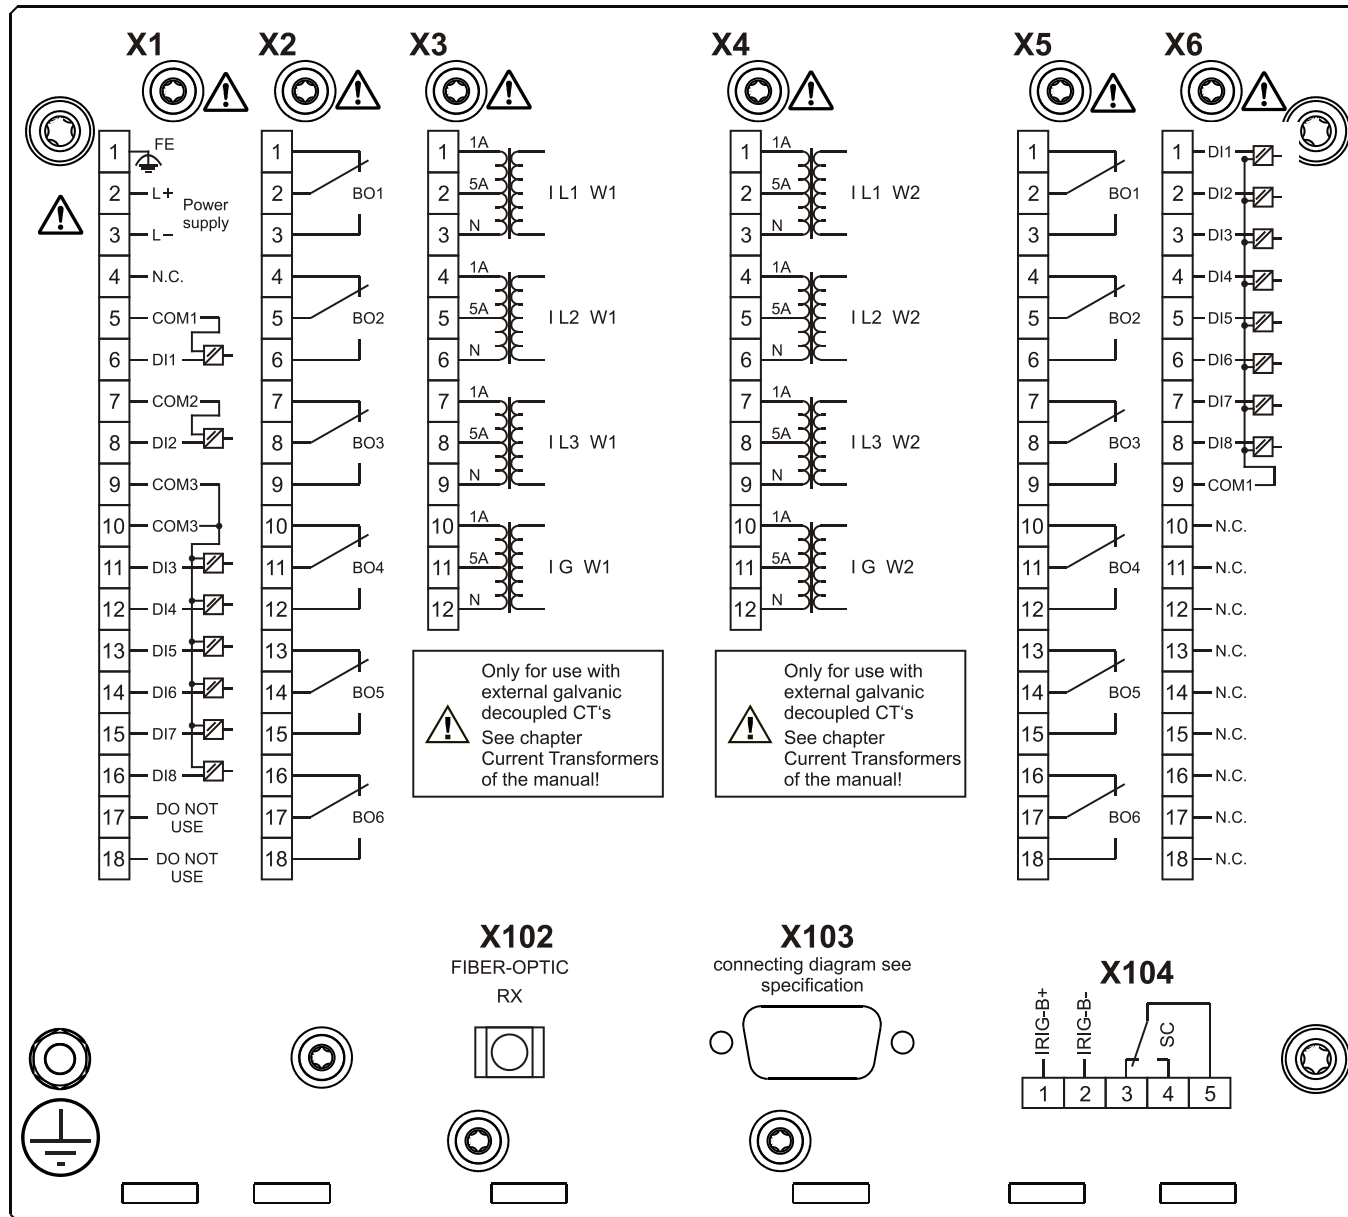 X1 X2 X3 X4 X5 X6
1 FE
2 L+
Power
supply
3 L−
4 N.C.
5 COM1
6 DI1
7 COM2
8 DI2
9 COM3
10 COM3
11 DI3
12 DI4
13 DI5
14 DI6
15 DI7
16 DI8
17 DO NOT
USE
18 DO NOT
USE
1
2 BO1
3
4
5 BO2
6
7
8 BO3
9
10
11 BO4
12
13
14 BO5
15
16
17 BO6
18
1 1A
2 5A I L1 W1
3 N
4 1A
5 5A I L2 W1
6 N
7 1A
8 5A I L3 W1
9 N
10 1A
11 5A I G W1
12 N
Only for use with
external galvanic
decoupled CT‘s
See chapter
Current Transformers
of the manual!
1 1A
2 5A I L1 W2
3 N
4 1A
5 5A I L2 W2
6 N
7 1A
8 5A I L3 W2
9 N
10 1A
11 5A I G W2
12 N
Only for use with
external galvanic
decoupled CT‘s
See chapter
Current Transformers
of the manual!
1
2 BO1
3
4
5 BO2
6
7
8 BO3
9
10
11 BO4
12
13
14 BO5
15
16
17 BO6
18
1 DI1
2 DI2
3 DI3
4 DI4
5 DI5
6 DI6
7 DI7
8 DI8
9 COM1
10 N.C.
11 N.C.
12 N.C.
13 N.C.
14 N.C.
15 N.C.
16 N.C.
17 N.C.
18 N.C.
X102
FIBER-OPTIC
RX
X103
connecting diagram see
specification
X104
IRIG-B+
IRIG-B-
SC
1 2 3 4 5